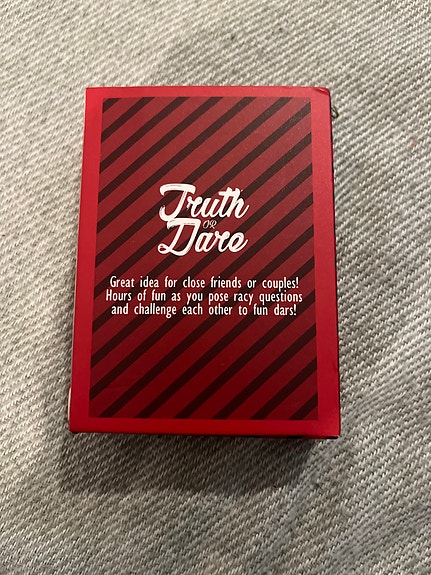 Truth
OR
Dare
Great idea for close friends or couples!
Hours of fun as you pose racy questions
and challenge each other to fun dars!